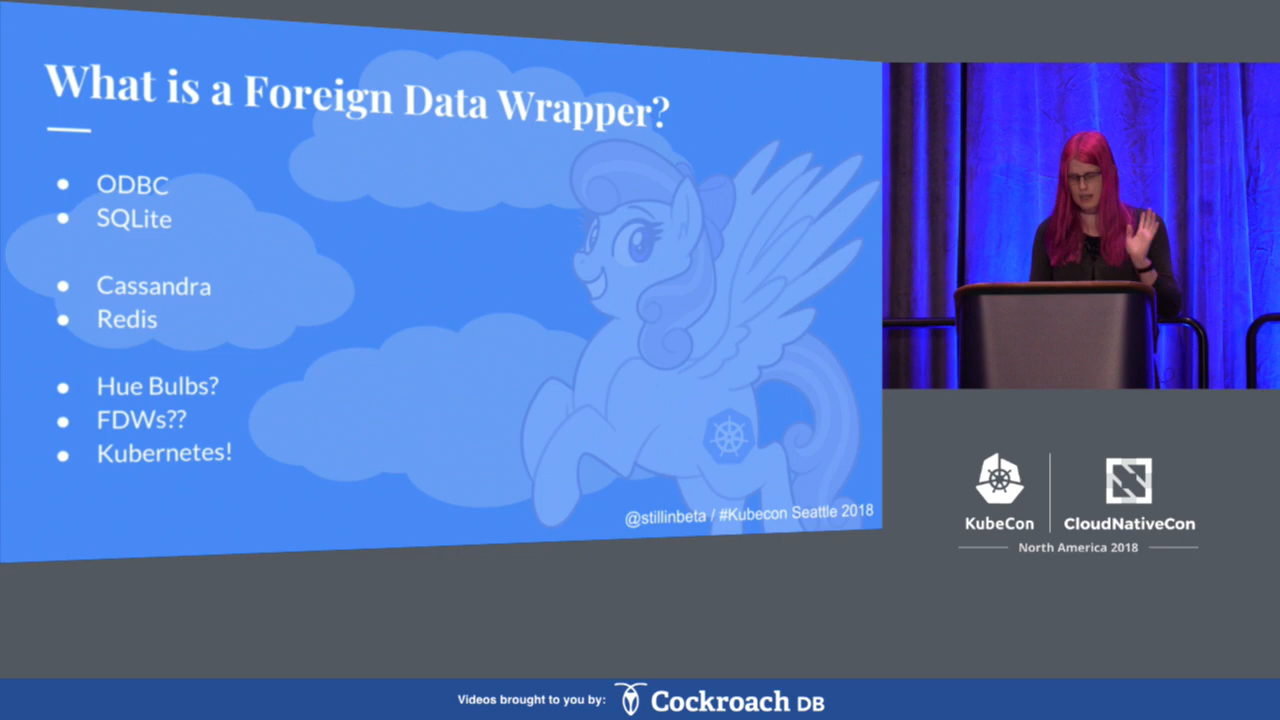 What is a Foreign Data Wrapper?
ODBC
SQLite
Cassandra
Redis
Hue Bulbs?
FDWs??
Kubernetes!
@stillinbeta / #Kubecon Seattle 2018
KubeCon
CloudNativeCon
North America 2018
Videos brought to you by:
Cockroach DB